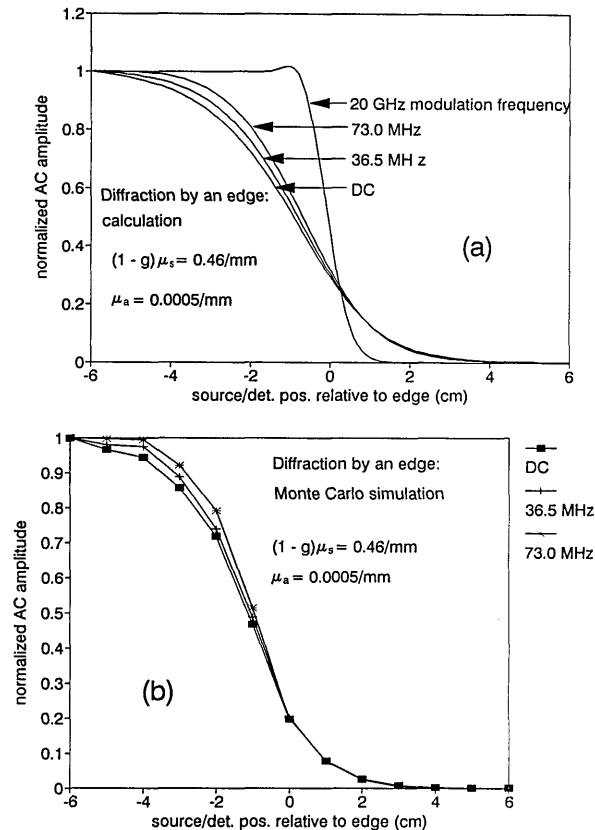 1.2
1
0.8
0.6
0.4
0.2
0
normalized AC amplitude
20 GHz modulation frequency
73.0 MHz
36.5 MH z
DC
Diffraction by an edge:
calculation
(1 - g)μs = 0.46/mm
μa = 0.0005/mm
(a)
-6 -4 -2 0 2 4 6
source/det. pos. relative to edge (cm)
1
0.9
0.8
0.7
0.6
0.5
0.4
0.3
0.2
0.1
0
normalized AC amplitude
Diffraction by an edge:
Monte Carlo simulation
(1 - g)μs = 0.46/mm
μa = 0.0005/mm
(b)
DC
36.5 MHz
73.0 MHz
-6 -4 -2 0 2 4 6
source/det. pos. relative to edge (cm)